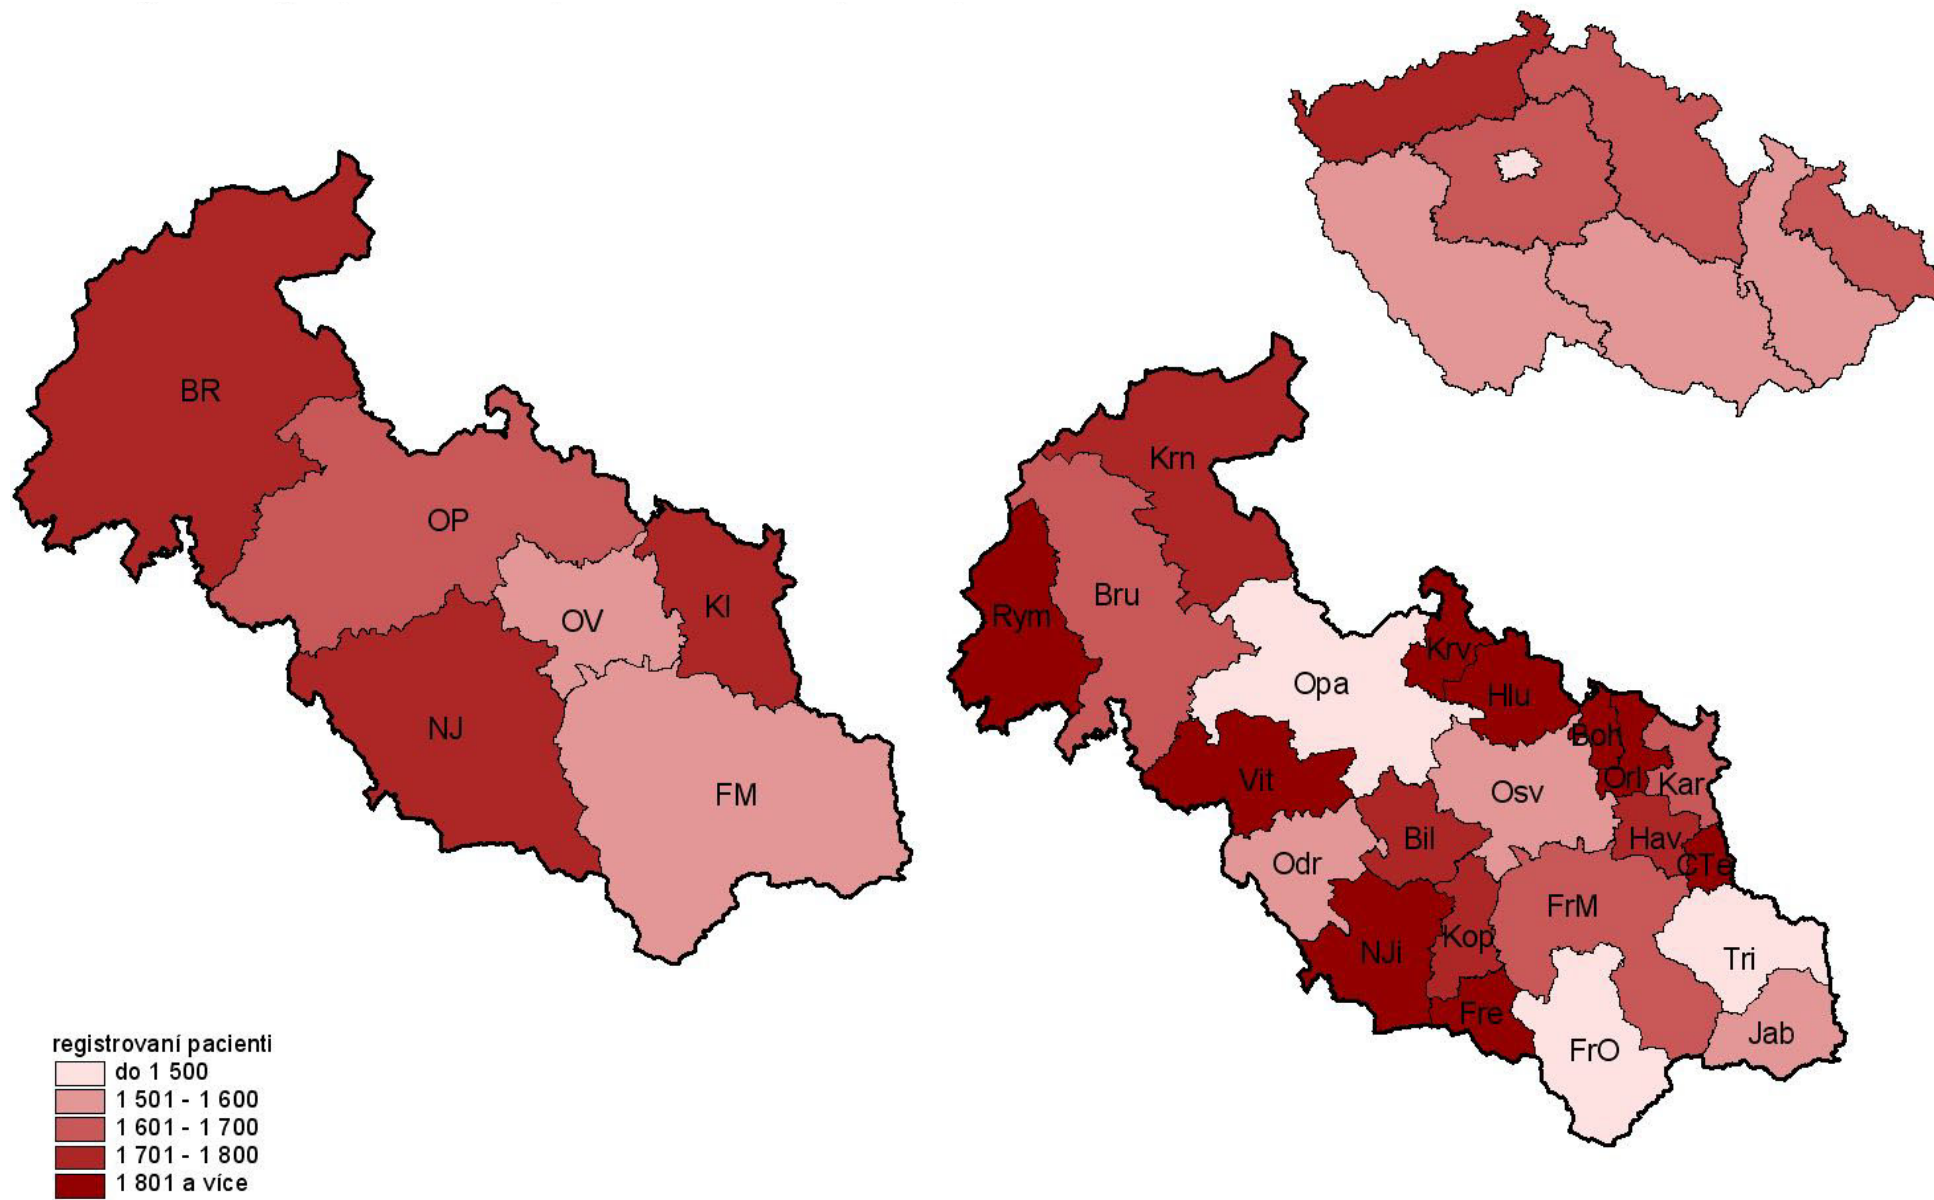 BR
OP
OV
KI
NJ
FM
Krn
Bru
Rym
Opa
Krv
Hlu
Boh
Orl
Kar
Vit
Osv
Bil
Hav
CTe
Odr
FrM
NJi
Kop
Tri
Fre
FrO
Jab
registrovaní pacienti
do 1 500
1 501 - 1 600
1 601 - 1 700
1 701 - 1 800
1 801 a více